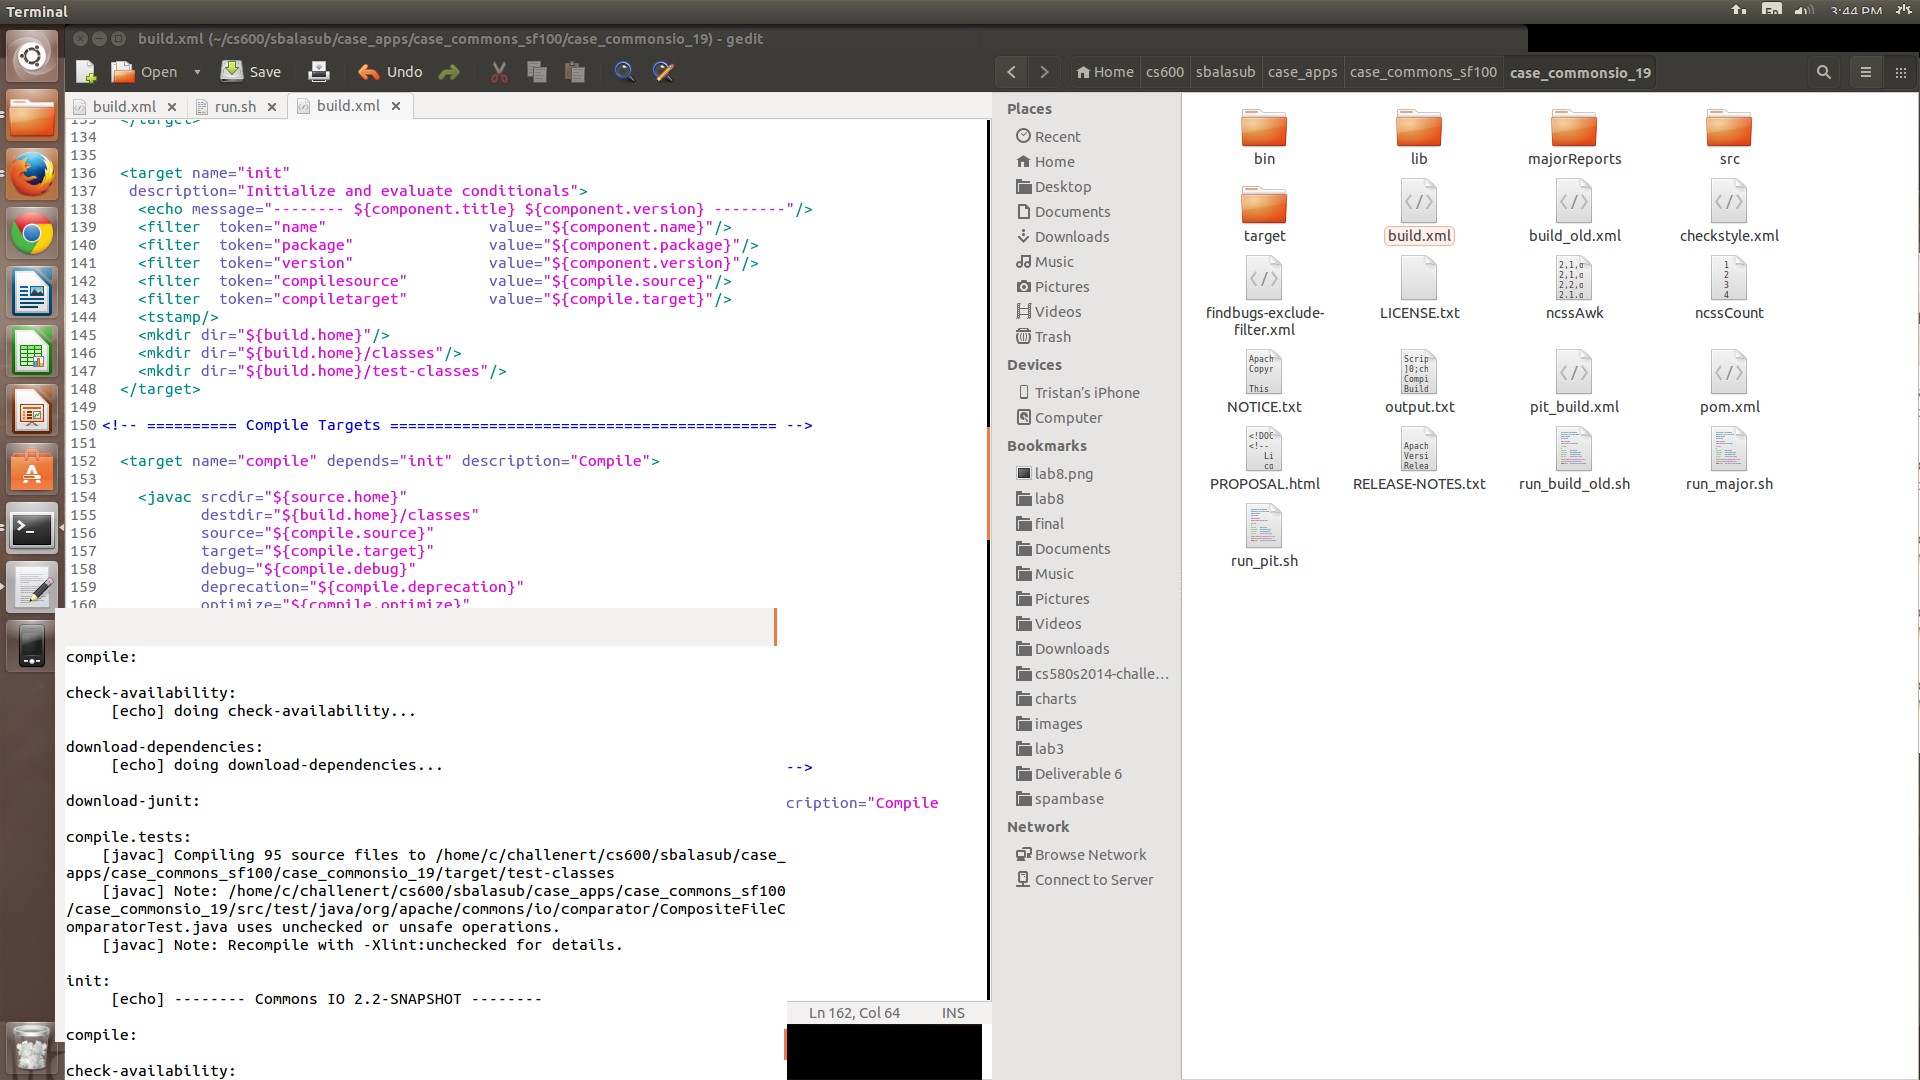 Terminal
En
3:44 PM
build.xml (~/cs600/sbalasub/case_apps/case_commons_sf100/case_commonsio_19) - gedit
Open
Save
Undo
build.xml
run.sh
build.xml
133 </target>
134
135
136 <target name="init"
137 description="Initialize and evaluate conditionals">
138 <echo message="-------- ${component.title} ${component.version} --------"/>
139 <filter token="name" value="${component.name}"/>
140 <filter token="package" value="${component.package}"/>
141 <filter token="version" value="${component.version}"/>
142 <filter token="compilesource" value="${compile.source}"/>
143 <filter token="compiletarget" value="${compile.target}"/>
144 <tstamp/>
145 <mkdir dir="${build.home}"/>
146 <mkdir dir="${build.home}/classes"/>
147 <mkdir dir="${build.home}/test-classes"/>
148 </target>
149
150 <!-- ========== Compile Targets =========================================== -->
151
152 <target name="compile" depends="init" description="Compile">
153
154 <javac srcdir="${source.home}"
155 destdir="${build.home}/classes"
156 source="${compile.source}"
157 target="${compile.target}"
158 debug="${compile.debug}"
159 deprecation="${compile.deprecation}"
160 optimize="${compile.optimize}"
-->
cription="Compile
Ln 162, Col 64
INS
compile:
check-availability:
[echo] doing check-availability...
download-dependencies:
[echo] doing download-dependencies...
download-junit:
compile.tests:
[javac] Compiling 95 source files to /home/c/challenert/cs600/sbalasub/case_
apps/case_commons_sf100/case_commonsio_19/target/test-classes
[javac] Note: /home/c/challenert/cs600/sbalasub/case_apps/case_commons_sf100
/case_commonsio_19/src/test/java/org/apache/commons/io/comparator/CompositeFileC
omparatorTest.java uses unchecked or unsafe operations.
[javac] Note: Recompile with -Xlint:unchecked for details.
init:
[echo] -------- Commons IO 2.2-SNAPSHOT --------
compile:
check-availability:
Home
cs600
sbalasub
case_apps
case_commons_sf100
case_commonsio_19
Places
Recent
Home
Desktop
Documents
Downloads
Music
Pictures
Videos
Trash
Devices
Tristan's iPhone
Computer
Bookmarks
lab8.png
lab8
final
Documents
Music
Pictures
Videos
Downloads
cs580s2014-challe…
charts
images
lab3
Deliverable 6
spambase
Network
Browse Network
Connect to Server
bin
lib
majorReports
src
target
build.xml
build_old.xml
checkstyle.xml
findbugs-exclude-
filter.xml
LICENSE.txt
ncssAwk
ncssCount
NOTICE.txt
output.txt
pit_build.xml
pom.xml
PROPOSAL.html
RELEASE-NOTES.txt
run_build_old.sh
run_major.sh
run_pit.sh